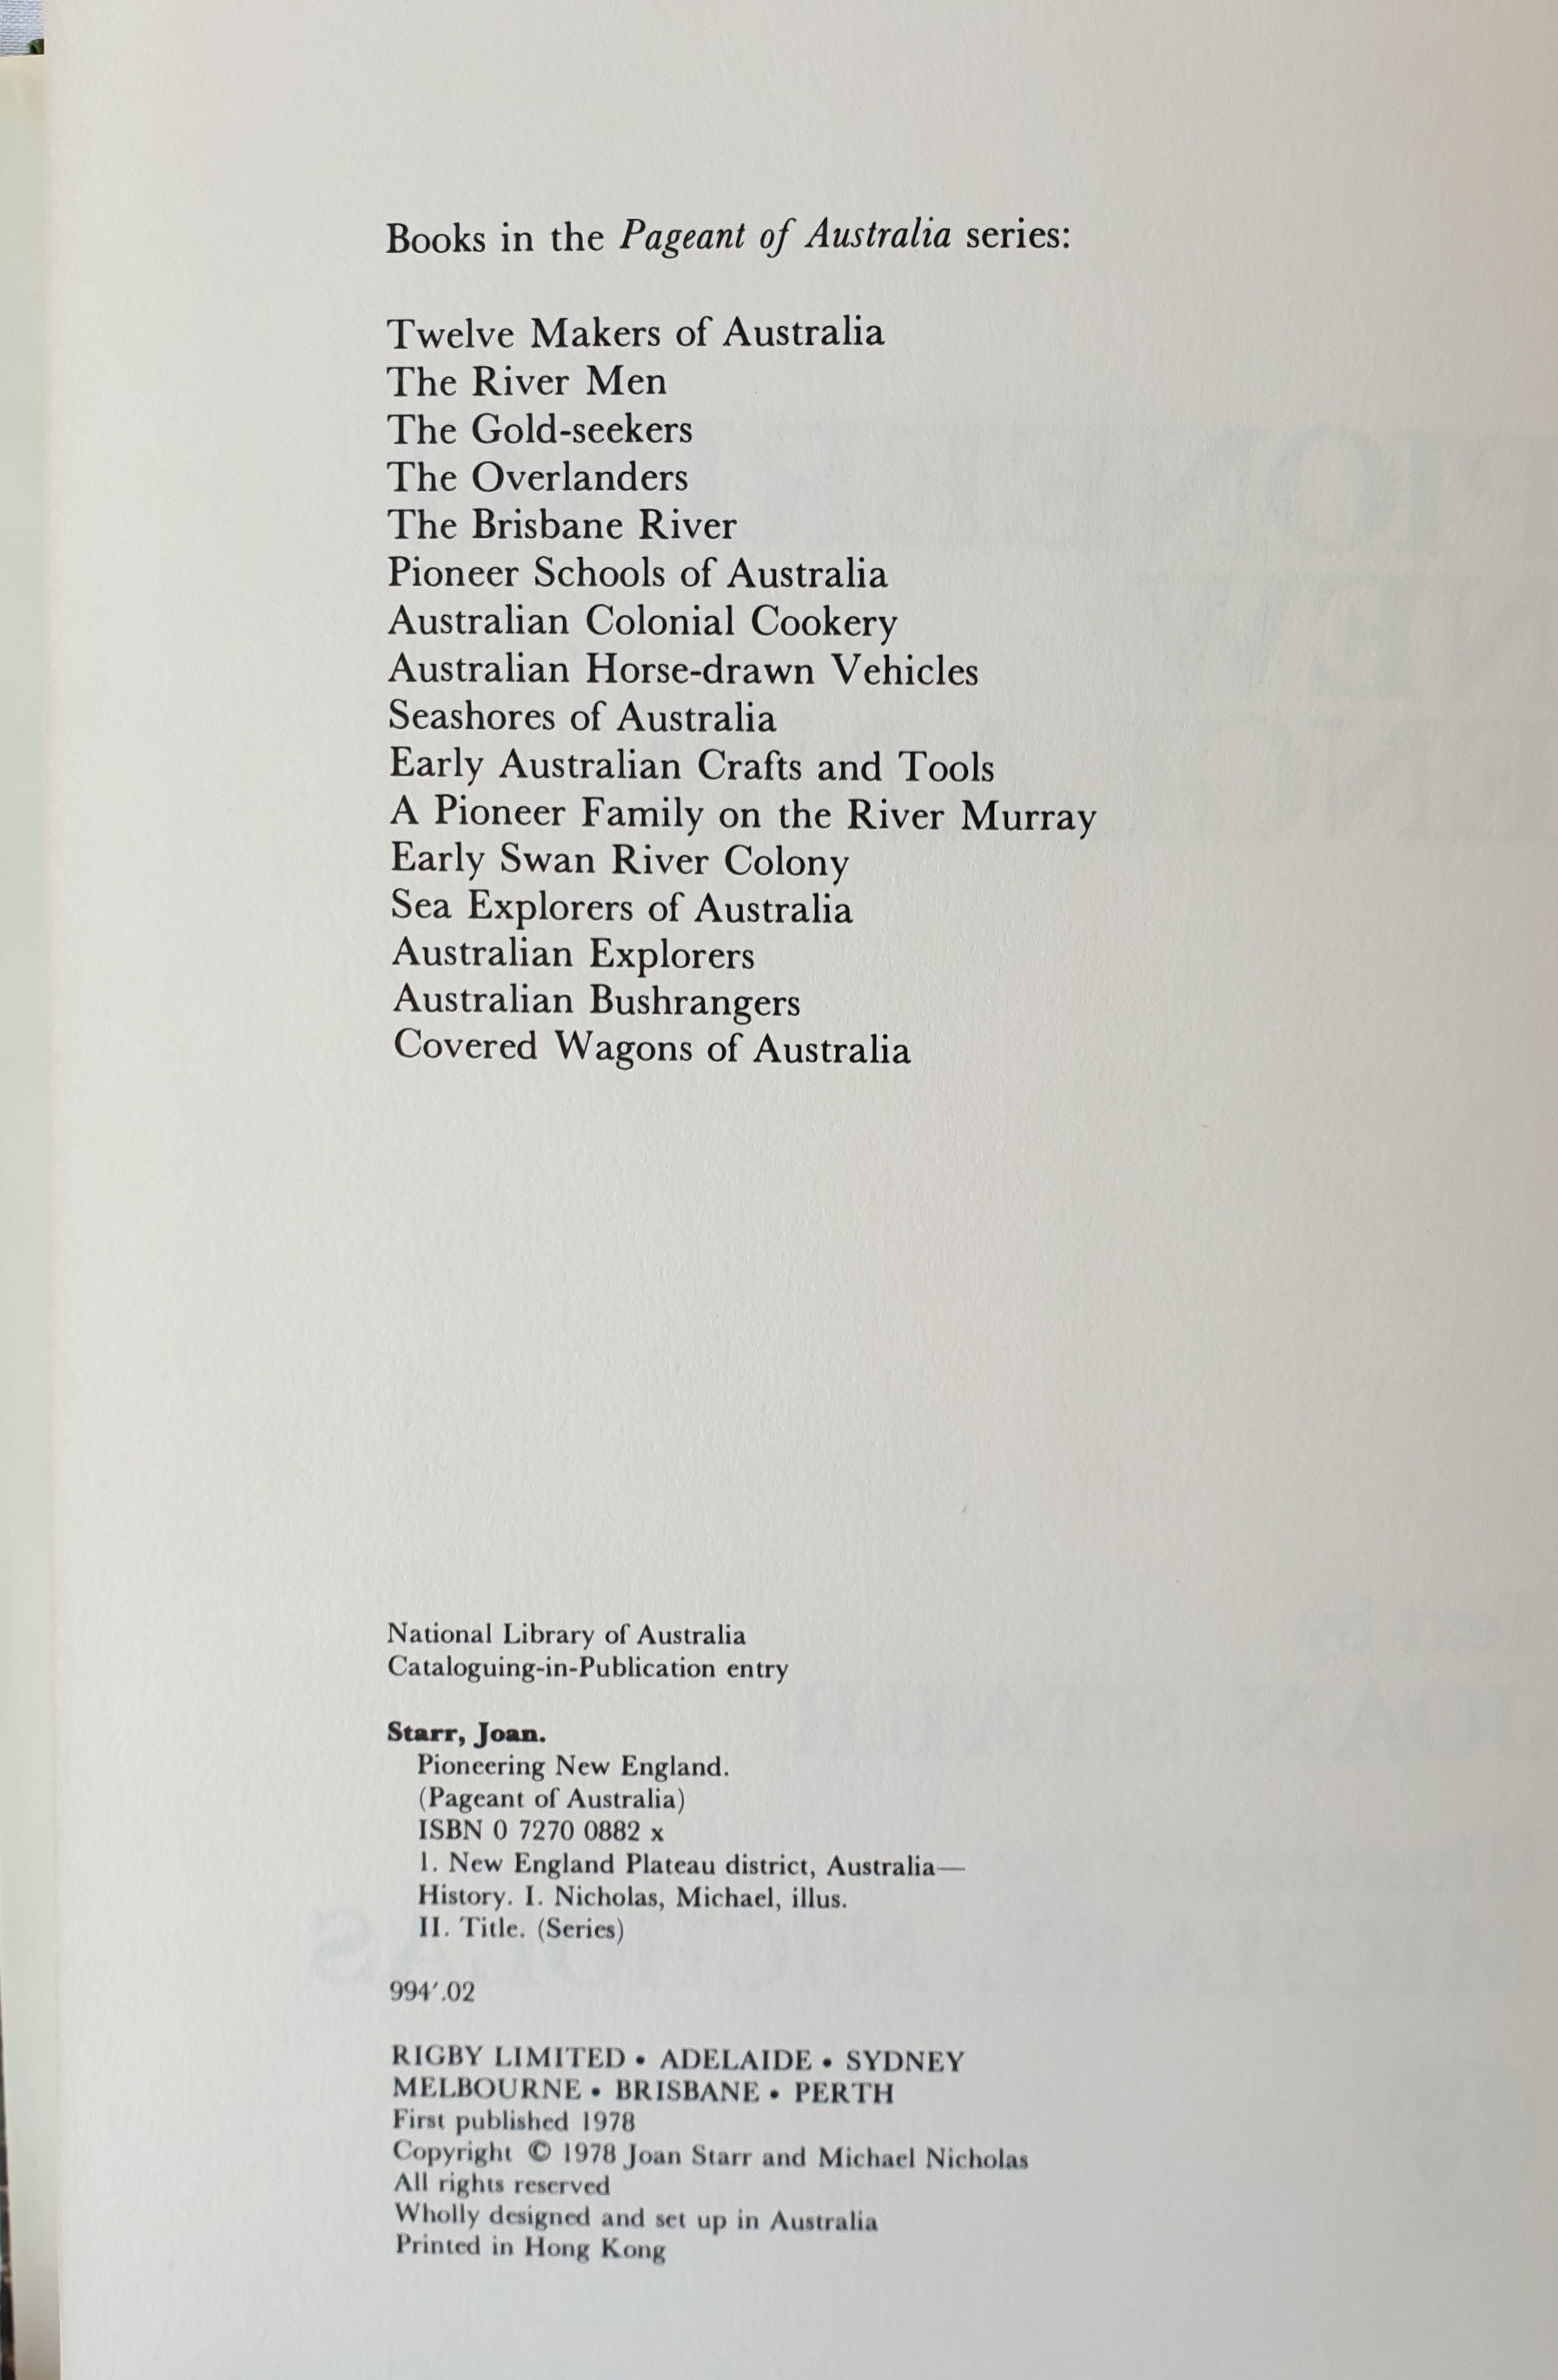 Books in the Pageant of Australia series:
Twelve Makers of Australia
The River Men
The Gold-seekers
The Overlanders
The Brisbane River
Pioneer Schools of Australia
Australian Colonial Cookery
Australian Horse-drawn Vehicles
Seashores of Australia
Early Australian Crafts and Tools
A Pioneer Family on the River Murray
Early Swan River Colony
Sea Explorers of Australia
Australian Explorers
Australian Bushrangers
Covered Wagons of Australia
National Library of Australia
Cataloguing-in-Publication entry
Starr, Joan.
Pioneering New England.
(Pageant of Australia)
ISBN 0 7270 0882 x
1. New England Plateau district, Australia—
History. I. Nicholas, Michael, illus.
II. Title. (Series)
994′.02
RIGBY LIMITED • ADELAIDE • SYDNEY
MELBOURNE • BRISBANE • PERTH
First published 1978
Copyright © 1978 Joan Starr and Michael Nicholas
All rights reserved
Wholly designed and set up in Australia
Printed in Hong Kong